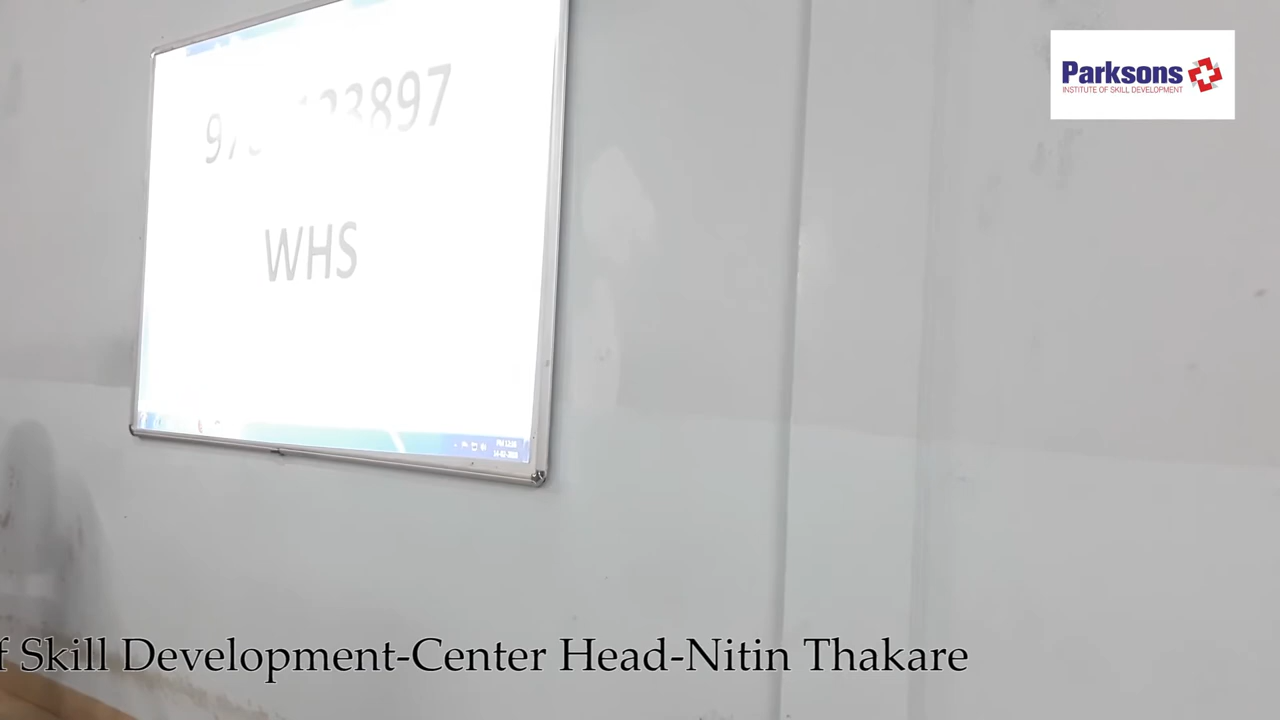 Parksons
INSTITUTE OF SKILL DEVELOPMENT
WHS
f Skill Development-Center Head-Nitin Thakare